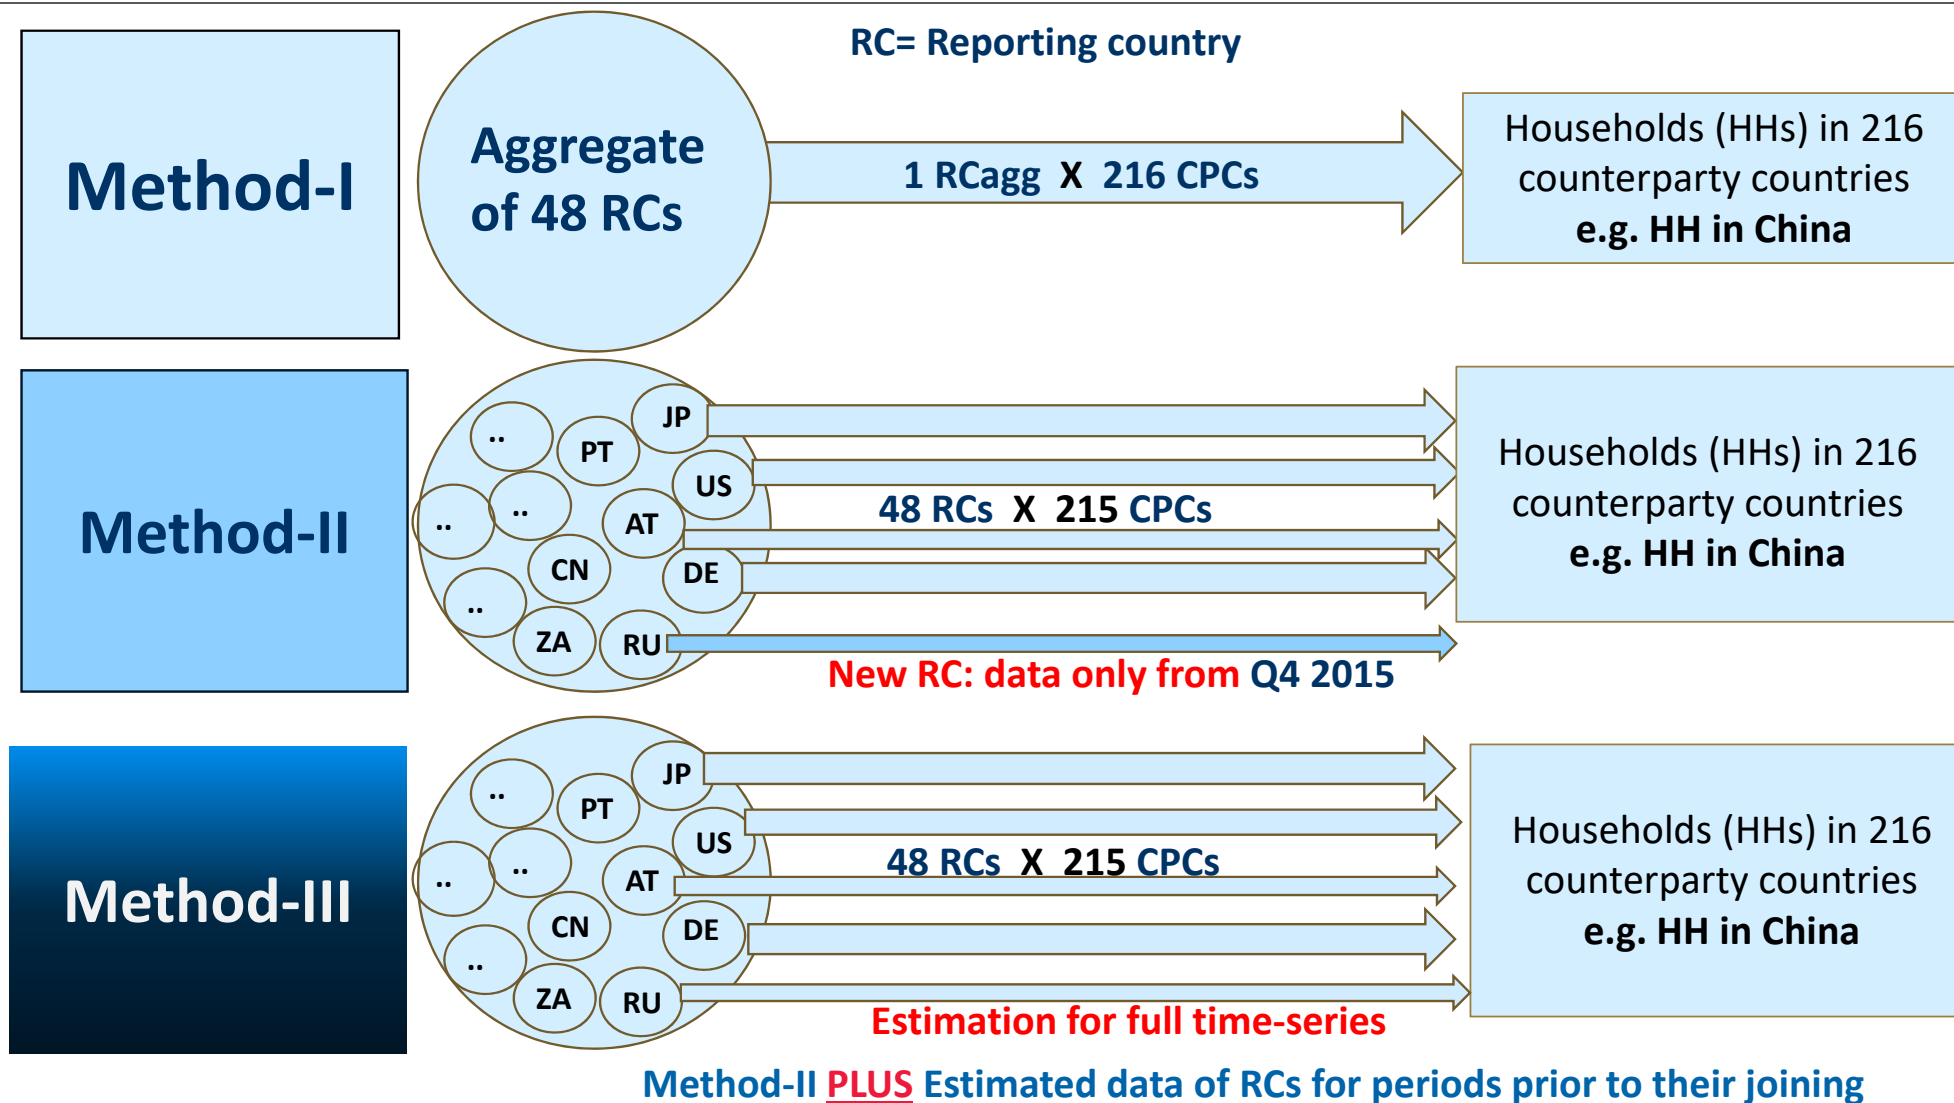 RC= Reporting country
Method-I
Aggregate
of 48 RCs
1 RCagg X 216 CPCs
Households (HHs) in 216
counterparty countries
e.g. HH in China
Method-II
..
PT
JP
US
..
..
AT
CN
DE
..
ZA
RU
48 RCs X 215 CPCs
New RC: data only from Q4 2015
Households (HHs) in 216
counterparty countries
e.g. HH in China
Method-III
..
PT
JP
US
..
..
AT
CN
DE
..
ZA
RU
48 RCs X 215 CPCs
Estimation for full time-series
Households (HHs) in 216
counterparty countries
e.g. HH in China
Method-II PLUS Estimated data of RCs for periods prior to their joining